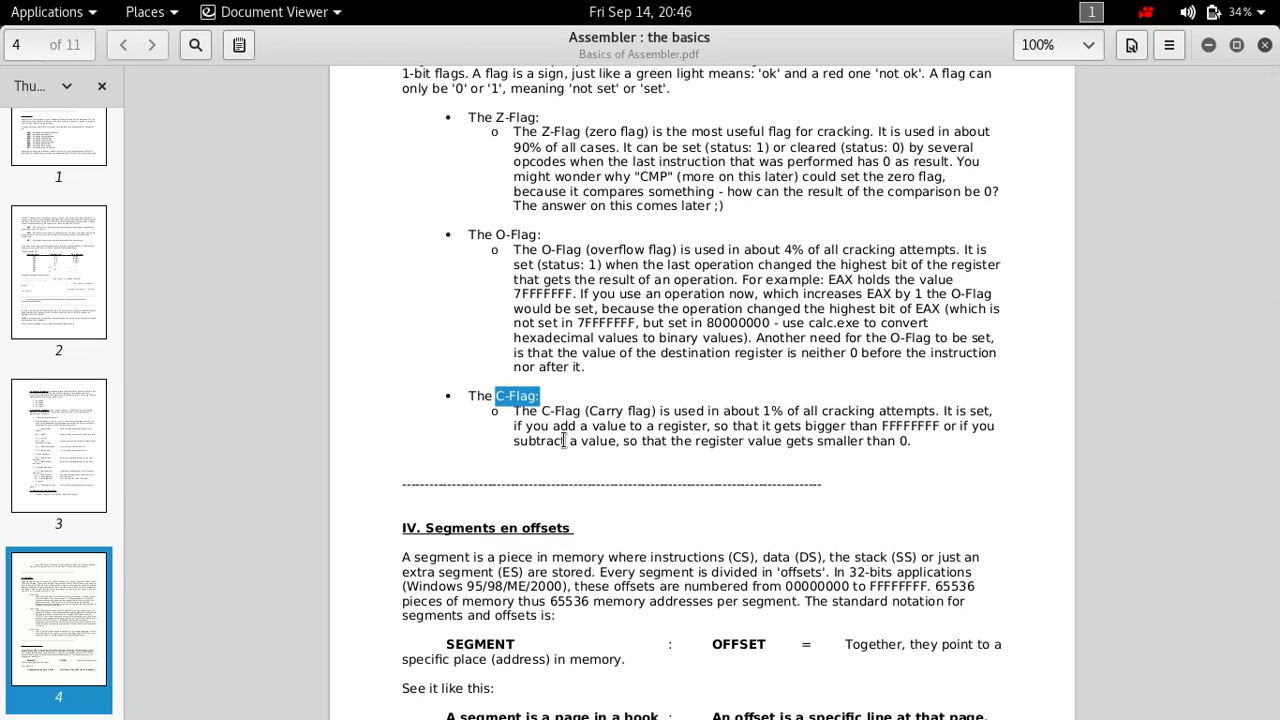 Applications
Places
Document Viewer
Fri Sep 14, 20:46
1
34%
4 of 11
Assembler : the basics
Basics of Assembler.pdf
100%
Thu...
1
2
3
4
1-bit flags. A flag is a sign, just like a green light means: 'ok' and a red one 'not ok'. A flag can
only be '0' or '1', meaning 'not set' or 'set'.
• The Z-Flag:
o The Z-Flag (zero flag) is the most useful flag for cracking. It is used in about
90% of all cases. It can be set (status: 1) or cleared (status: 0) by several
opcodes when the last instruction that was performed has 0 as result. You
might wonder why "CMP" (more on this later) could set the zero flag,
because it compares something - how can the result of the comparison be 0?
The answer on this comes later ;)
• The O-Flag:
o The O-Flag (overflow flag) is used in about 4% of all cracking attempts. It is
set (status: 1) when the last operation changed the highest bit of the register
that gets the result of an operation. For example: EAX holds the value
7FFFFFFF. If you use an operation now, which increases EAX by 1 the O-Flag
would be set, because the operation changed the highest bit of EAX (which is
not set in 7FFFFFFF, but set in 80000000 - use calc.exe to convert
hexadecimal values to binary values). Another need for the O-Flag to be set,
is that the value of the destination register is neither 0 before the instruction
nor after it.
• The C-Flag:
o The C-Flag (Carry flag) is used in about 1% of all cracking attempts. It is set,
if you add a value to a register, so that it gets bigger than FFFFFFFF or if you
subtract a value, so that the register value gets smaller than 0.
IV. Segments en offsets
A segment is a piece in memory where instructions (CS), data (DS), the stack (SS) or just an
extra segment (ES) are stored. Every segment is divided in 'offsets'. In 32-bits applications
(Windows 95/98/ME/2000), these offsets are numbered from 00000000 to FFFFFFFF. 65536
pieces of memory thus 65536 memory addresses per segment. The standard notation for
segments and offsets is:
SEGMENT : OFFSET = Together, they point to a
specific place (address) in memory.
See it like this:
A segment is a page in a book : An offset is a specific line at that page.